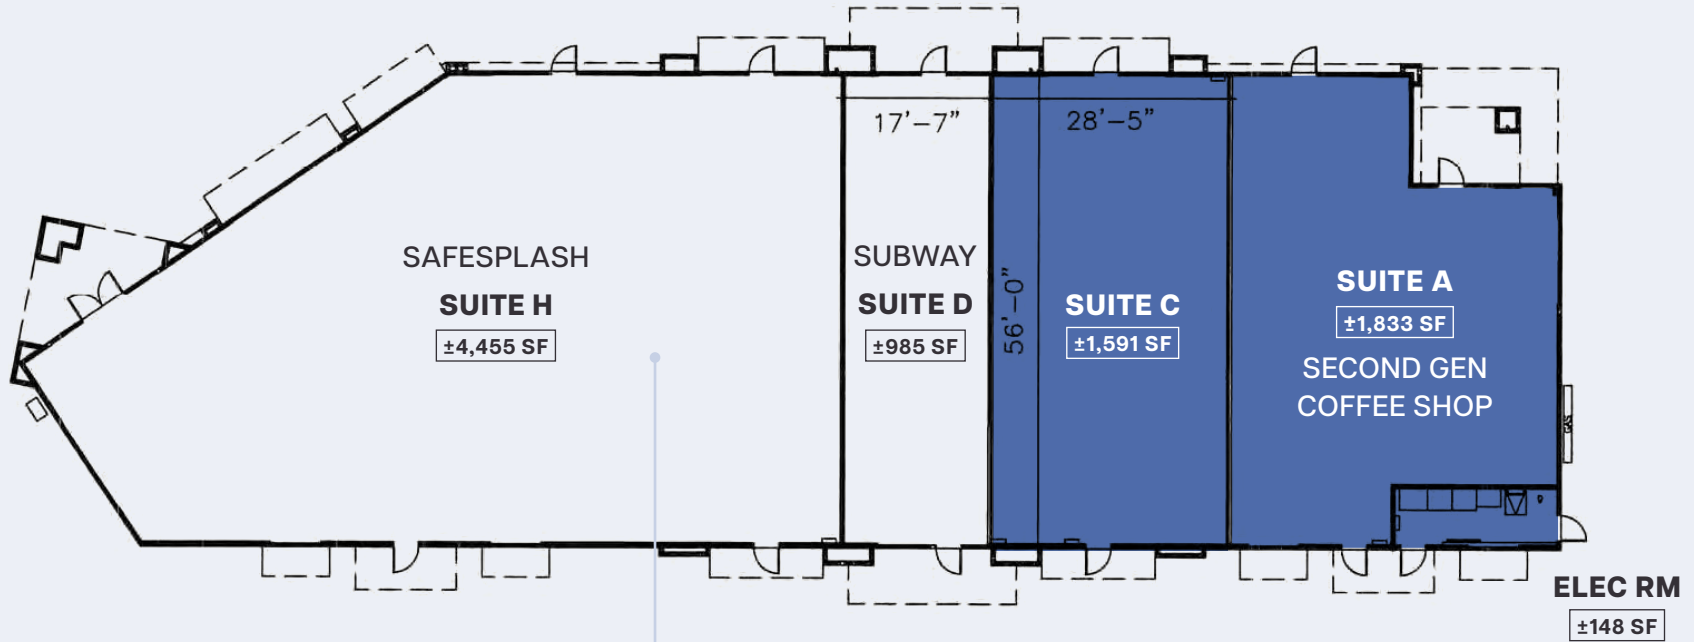 17'-7"
28'-5"
56'-0"
SAFESPLASH
SUITE H
±4,455 SF
SUBWAY
SUITE D
±985 SF
SUITE C
±1,591 SF
SUITE A
±1,833 SF
SECOND GEN
COFFEE SHOP
GAS
ELEC RM
±148 SF